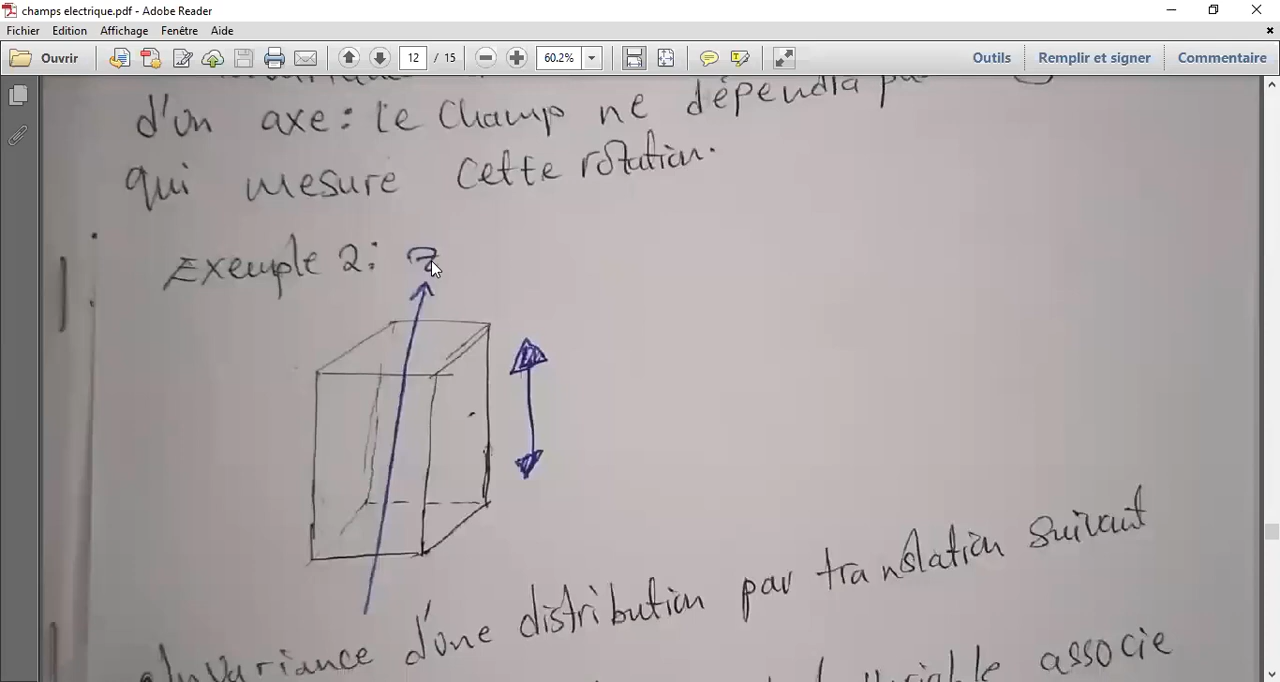 champs electrique.pdf - Adobe Reader
Fichier Edition Affichage Fenêtre Aide
Ouvrir 12 / 15 60.2% Outils Remplir et signer Commentaire
d'un axe: le champ ne dépendra
qui mesure cette rotation.
Exemple 2: z
Invariance d'une distribution par translation suivant
variable associe